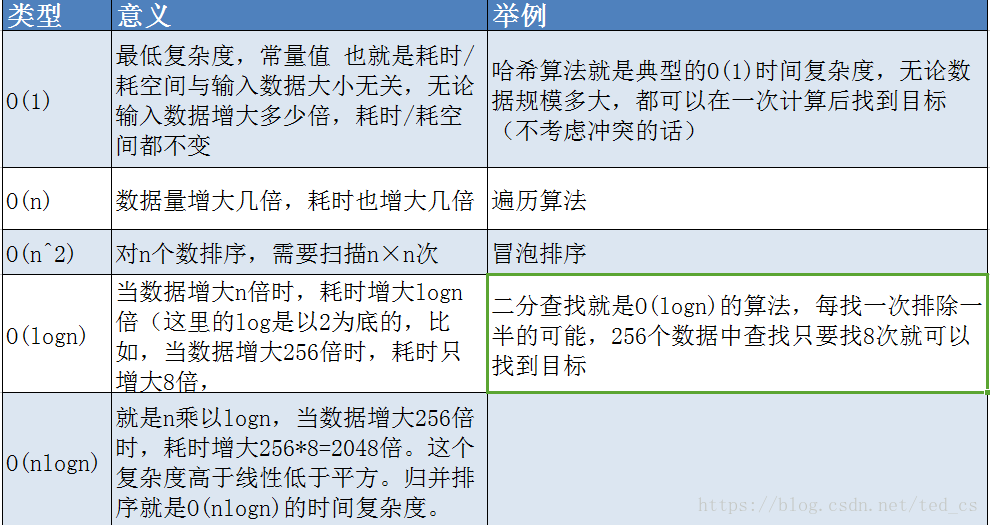 类型
意义
举例
O(1)
最低复杂度，常量值 也就是耗时/
耗空间与输入数据大小无关，无论
输入数据增大多少倍，耗时/耗空
间都不变
哈希算法就是典型的O(1)时间复杂度，无论数
据规模多大，都可以在一次计算后找到目标
（不考虑冲突的话）
O(n)
数据量增大几倍，耗时也增大几倍
遍历算法
O(n^2)
对n个数排序，需要扫描n×n次
冒泡排序
O(logn)
当数据增大n倍时，耗时增大logn
倍（这里的log是以2为底的，比
如，当数据增大256倍时，耗时只
增大8倍，
二分查找就是O(logn)的算法，每找一次排除一
半的可能，256个数据中查找只要找8次就可以
找到目标
O(nlogn)
就是n乘以logn，当数据增大256倍
时，耗时增大256*8=2048倍。这个
复杂度高于线性低于平方。归并排
序就是O(nlogn)的时间复杂度。
https://blog.csdn.net/ted_cs